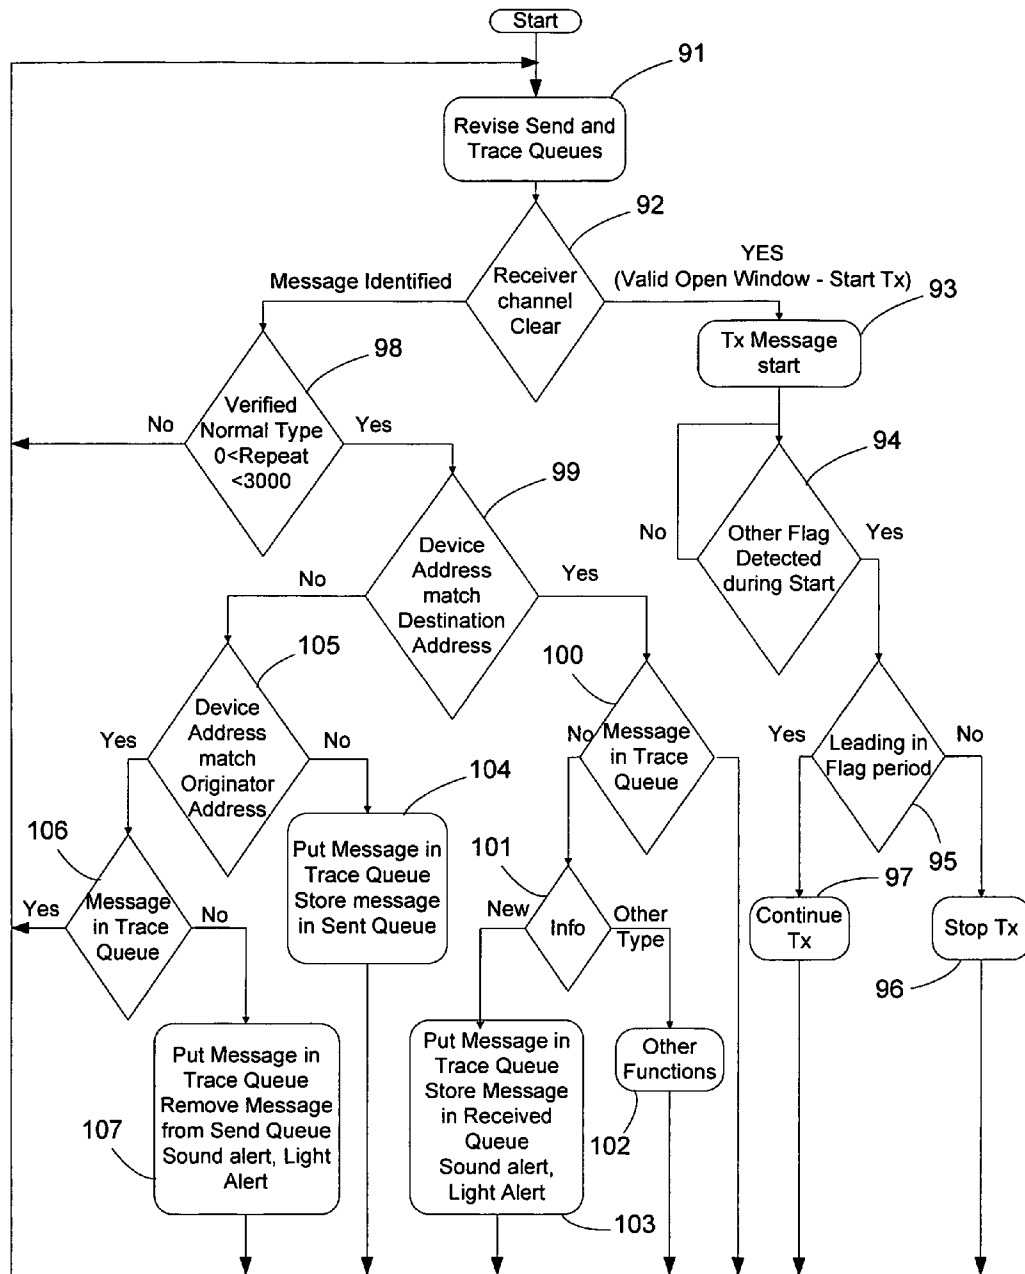 Start
91
Revise Send and
Trace Queues
92
YES
(Valid Open Window - Start Tx)
Message Identified
Receiver
channel
Clear
93
Tx Message
start
98
No
Verified
Normal Type
0<Repeat
<3000
Yes
94
No
Other Flag
Detected
during Start
Yes
99
No
Device
Address
match
Destination
Address
Yes
105
Yes
Device
Address
match
Originator
Address
No
100
No
Message
in Trace
Queue
Yes
Leading in
Flag period
No
95
104
Put Message in
Trace Queue
Store message
in Sent Queue
106
Yes
Message
in Trace
Queue
No
101
New
Info
Other
Type
97
Continue
Tx
Stop Tx
96
107
Put Message in
Trace Queue
Remove Message
from Send Queue
Sound alert, Light
Alert
Put Message in
Trace Queue
Store Message
in Received
Queue
Sound alert,
Light Alert
103
Other
Functions
102